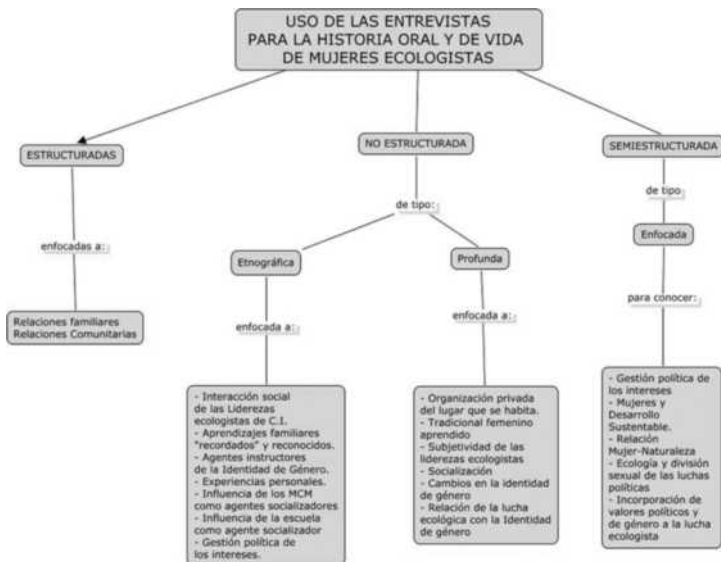 USO DE LAS ENTREVISTAS
PARA LA HISTORIA ORAL Y DE VIDA
DE MUJERES ECOLOGISTAS
ESTRUCTURADAS
NO ESTRUCTURADA
SEMIESTRUCTURADA
enfocadas a:
de tipo:
de tipo
Relaciones familiares
Relaciones Comunitarias
Etnográfica
Profunda
Enfocada
enfocada a:
enfocada a:
para conocer:
- Interacción social
de las Liderezas
ecologistas de C.I.
- Aprendizajes familiares
"recordados" y reconocidos.
- Agentes instructores
de la Identidad de Género.
- Experiencias personales.
- Influencia de los MCM
como agentes socializadores
- Influencia de la escuela
como agente socializador
- Gestión política de
los intereses.
- Organización privada
del lugar que se habita.
- Tradicional femenino
aprendido
- Subjetividad de las
liderezas ecologistas
- Socialización
- Cambios en la identidad
de género
- Relación de la lucha
ecológica con la Identidad
de género
- Gestión política de
los intereses
- Mujeres y
Desarrollo
Sustentable.
- Relación
Mujer-Naturaleza
- Ecología y división
sexual de las luchas
políticas
- Incorporación de
valores políticos y
de género a la lucha
ecologista